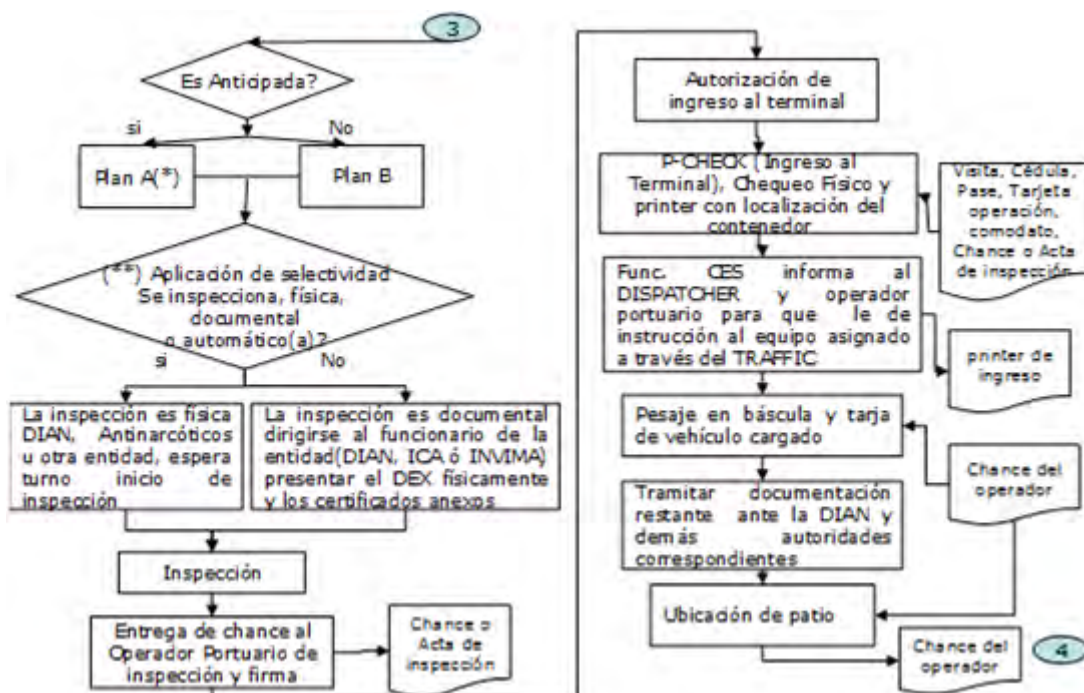 3
Es Anticipada?
si
No
Plan A(*)
Plan B
(**) Aplicación de selectividad
Se inspecciona, física,
documental
o automático(a)?
si
No
La inspección es física
DIAN, Antinarcóticos
u otra entidad, espera
turno inicio de
inspección
La inspección es documental
dirigirse al funcionario de la
entidad(DIAN, ICA ó INVIMA)
presentar el DEX físicamente
y los certificados anexos
Inspección
Entrega de chance al
Operador Portuario de
inspección y firma
Chance o
Acta de
inspección
Autorización de
ingreso al terminal
P-CHECK (Ingreso al
Terminal), Chequeo Físico y
printer con localización del
contenedor
Visita, Cédula,
Pase, Tarjeta
operación,
comodato,
Chance o Acta
de inspección
Func. CES informa al
DISPATCHER y operador
portuario para que le de
instrucción al equipo asignado
a través del TRAFFIC
printer de
ingreso
Pesaje en báscula y tarja
de vehículo cargado
Chance del
operador
Tramitar documentación
restante ante la DIAN y
demás autoridades
correspondientes
Ubicación de patio
Chance del
operador
4